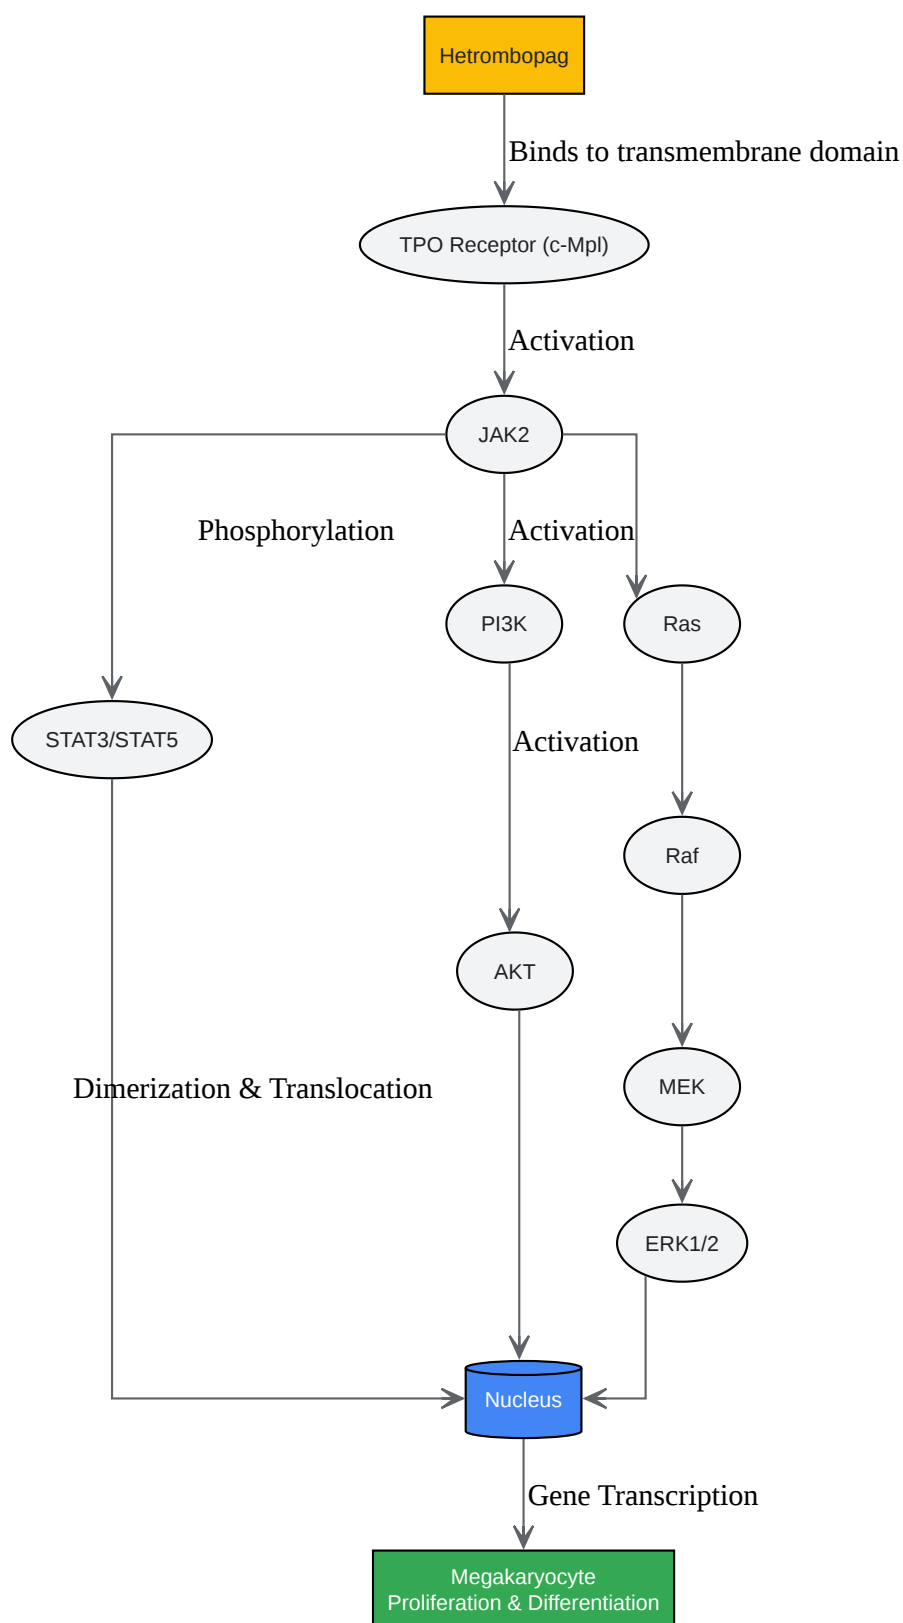 Hetrombopag
Binds to transmembrane domain
TPO Receptor (c-Mpl)
Activation
JAK2
Phosphorylation
Activation
PI3K
Ras
STAT3/STAT5
Activation
Raf
AKT
MEK
Dimerization & Translocation
ERK1/2
Nucleus
Gene Transcription
Megakaryocyte
Proliferation & Differentiation